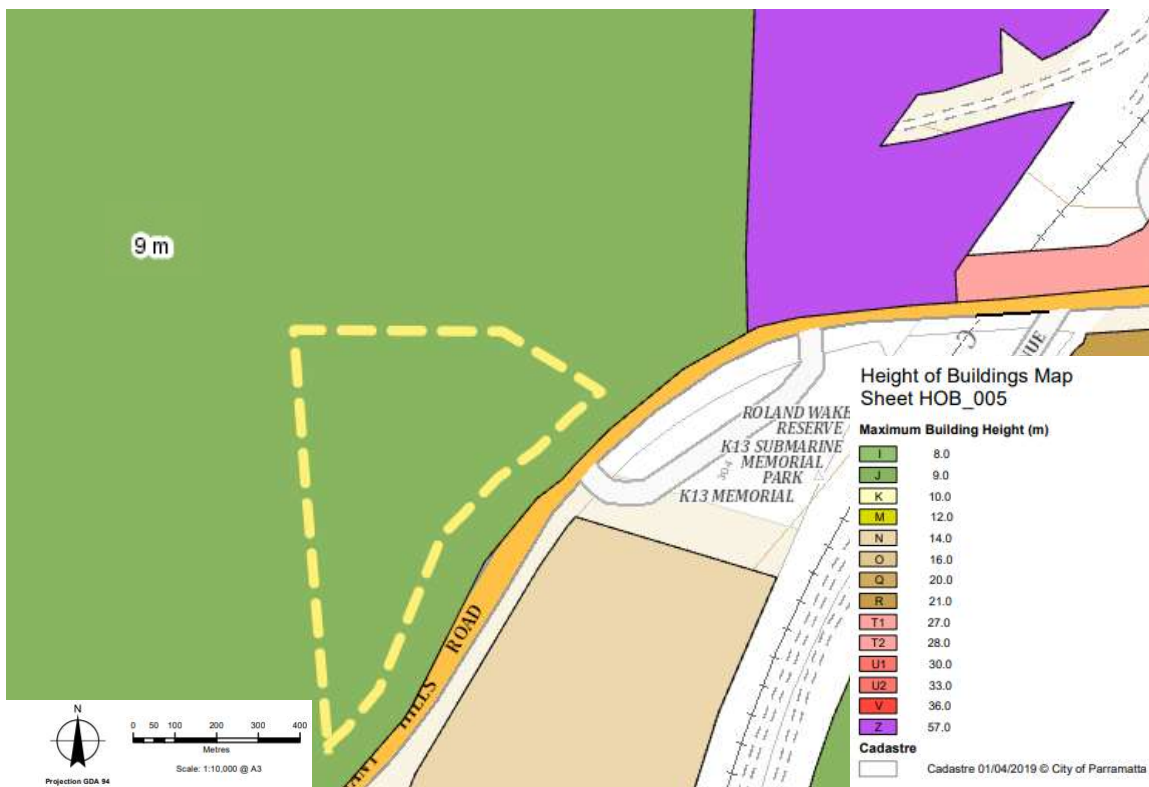 9 m
ROLAND WAKE
RESERVE
K13 SUBMARINE
MEMORIAL
PARK
K13 MEMORIAL
ROAD
HILLS
Height of Buildings Map
Sheet HOB_005
Maximum Building Height (m)
I 8.0
J 9.0
K 10.0
M 12.0
N 14.0
O 16.0
Q 20.0
R 21.0
T1 27.0
T2 28.0
U1 30.0
U2 33.0
V 36.0
Z 57.0
Cadastre
Cadastre 01/04/2019 © City of Parramatta
N
0 50 100 200 300 400
Metres
Scale: 1:10,000 @ A3
Projection GDA 94